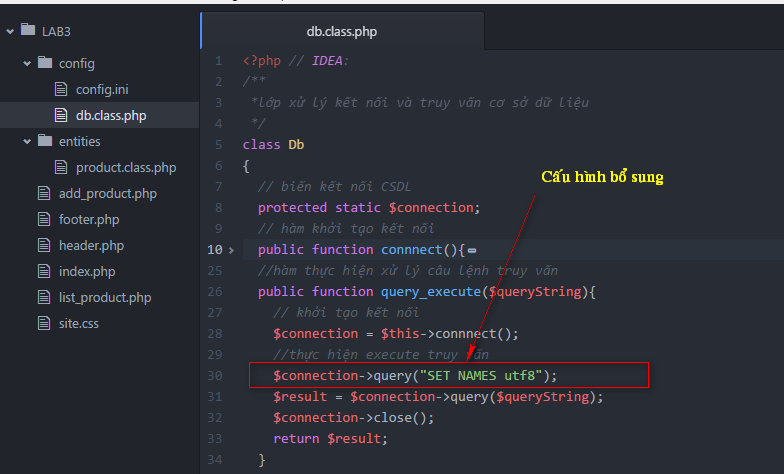 LAB3
config
config.ini
db.class.php
entities
product.class.php
add_product.php
footer.php
header.php
index.php
list_product.php
site.css
db.class.php
1 <?php // IDEA:
2 /**
3 *lớp xử lý kết nối và truy vấn cơ sở dữ liệu
4 */
5 class Db
6 {
7 // biến kết nối CSDL
8 protected static $connection;
9 // hàm khởi tạo kết nối
10 public function connnect(){
25 //hàm thực hiện xử lý câu lệnh truy vấn
26 public function query_execute($queryString){
27 // khởi tạo kết nối
28 $connection = $this->connnect();
29 //thực hiện execute truy vấn
30 $connection->query("SET NAMES utf8");
31 $result = $connection->query($queryString);
32 $connection->close();
33 return $result;
34 }
Cấu hình bổ sung